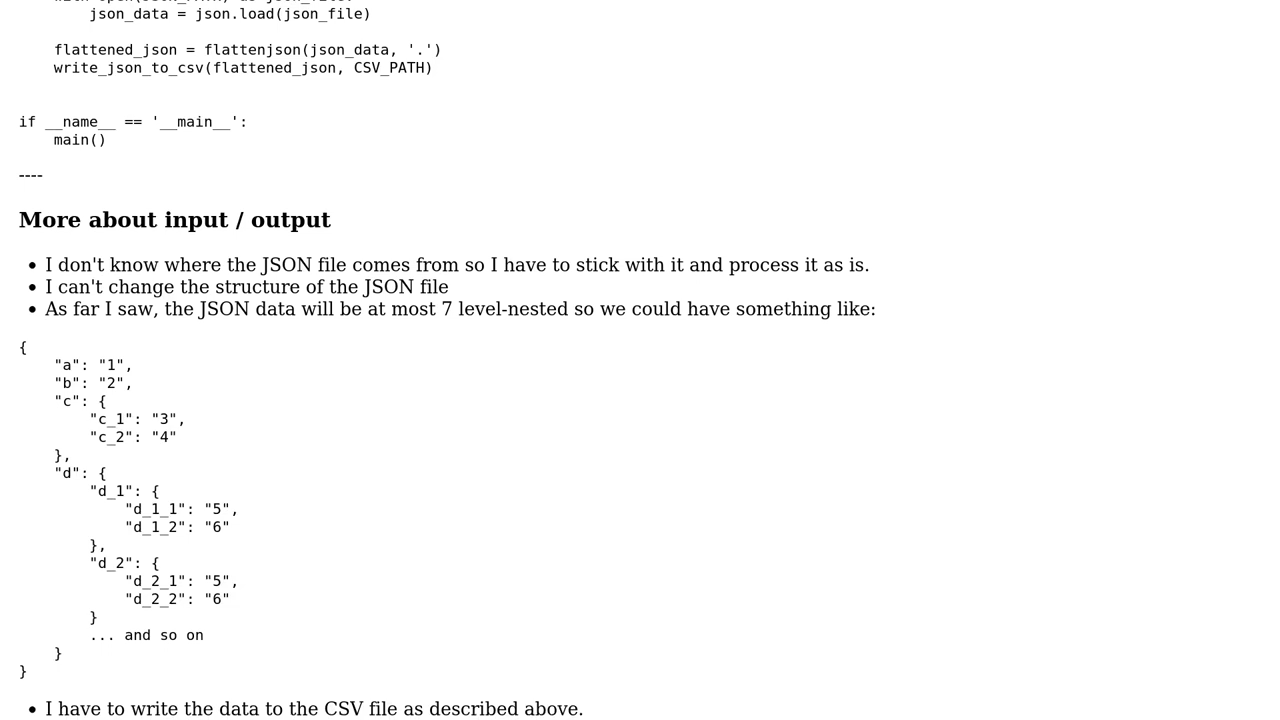 json_data = json.load(json_file)
flattened_json = flattenjson(json_data, '.')
write_json_to_csv(flattened_json, CSV_PATH)
if __name__ == '__main__':
main()
----
More about input / output
• I don't know where the JSON file comes from so I have to stick with it and process it as is.
• I can't change the structure of the JSON file
• As far I saw, the JSON data will be at most 7 level-nested so we could have something like:
{
"a": "1",
"b": "2",
"c": {
"c_1": "3",
"c_2": "4"
},
"d": {
"d_1": {
"d_1_1": "5",
"d_1_2": "6"
},
"d_2": {
"d_2_1": "5",
"d_2_2": "6"
}
... and so on
}
}
• I have to write the data to the CSV file as described above.